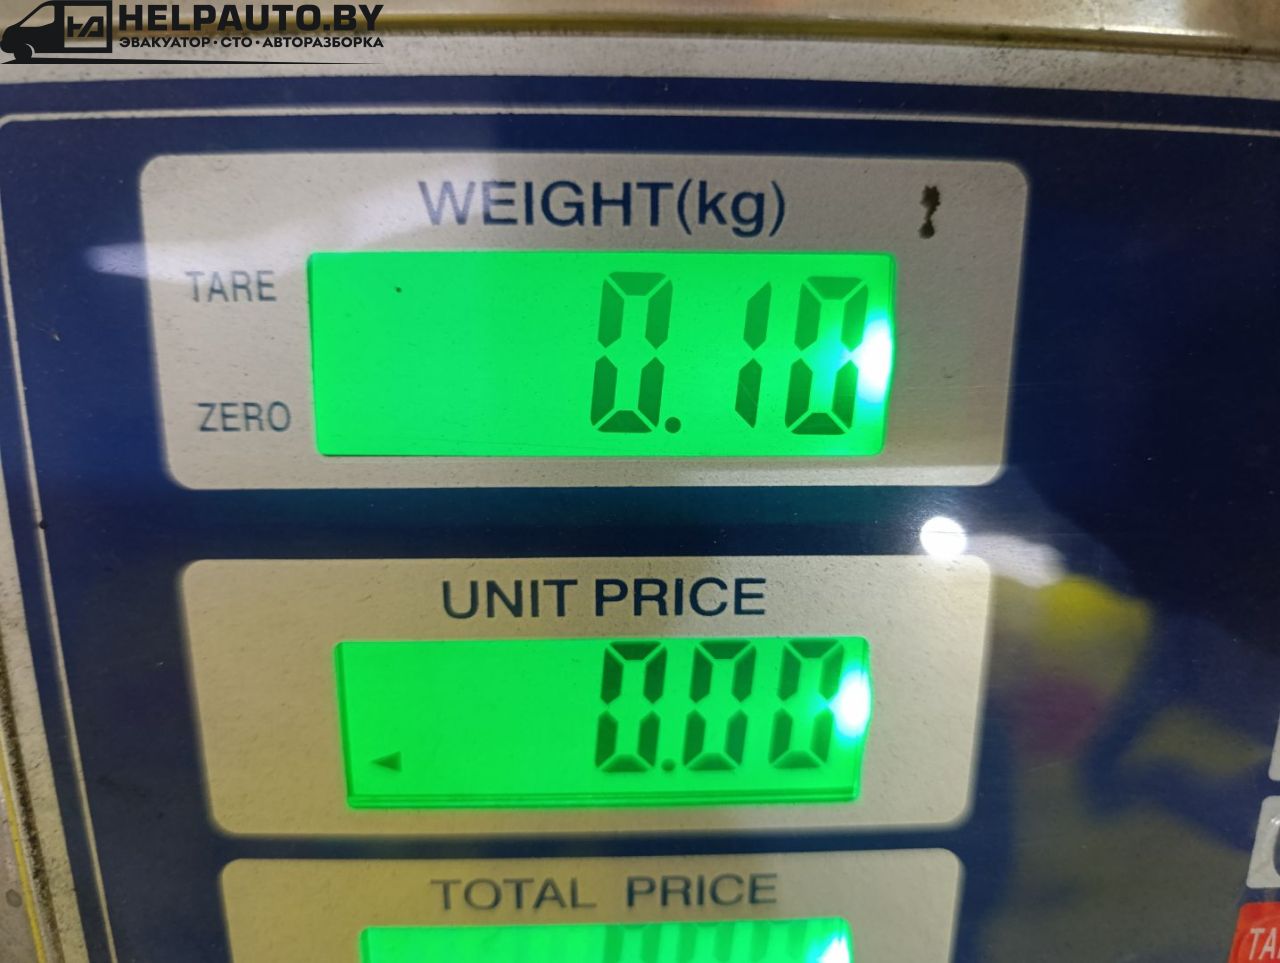 HELPAUTO.BY
ЭВАКУАТОР·СТО·АВТОРАЗБОРКА
WEIGHT(kg)
TARE
0.10
ZERO
UNIT PRICE
0.00
TOTAL PRICE